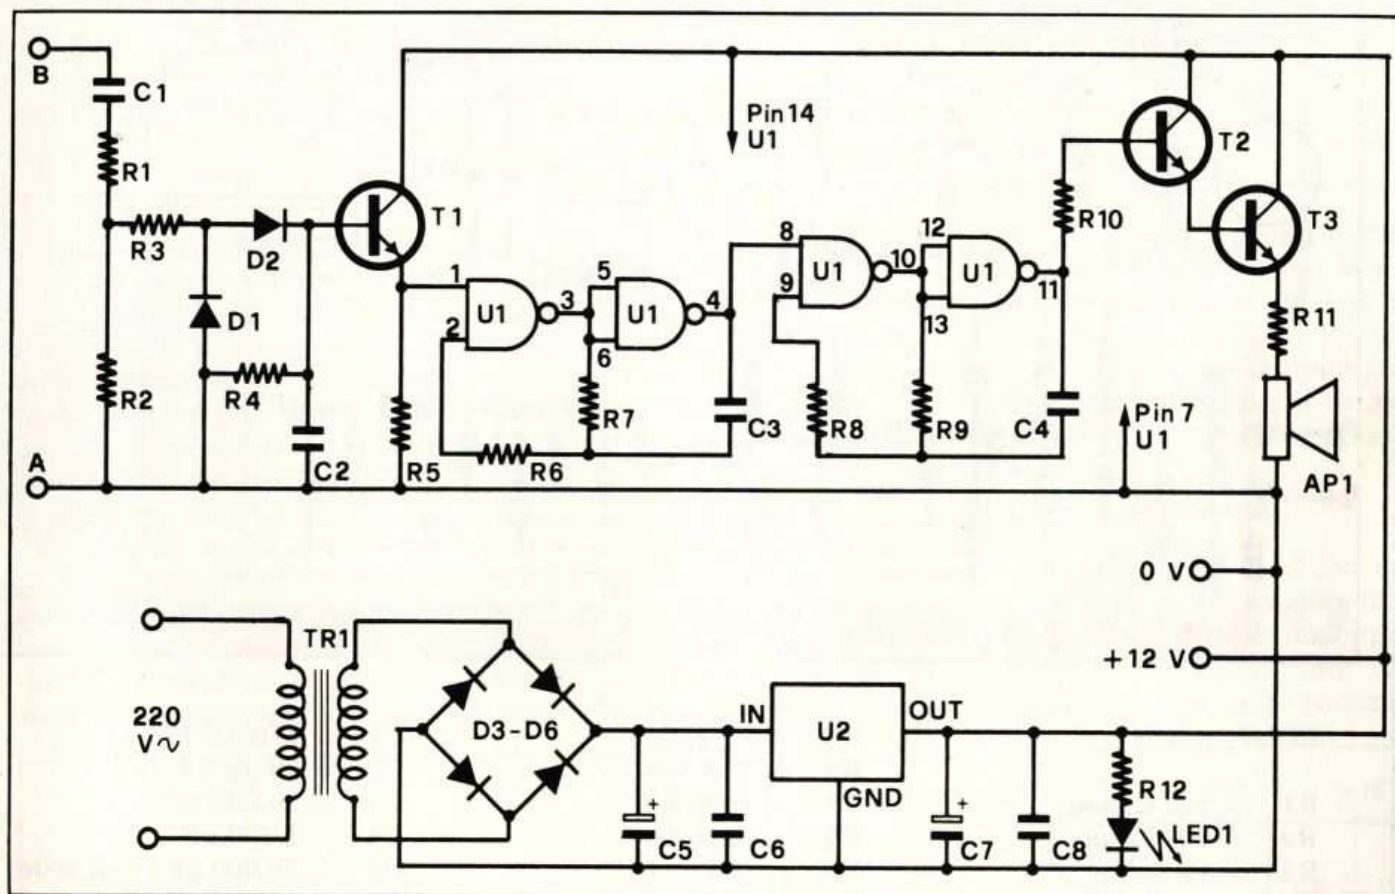 B
C1
R1
R3
D2
T1
Pin 14
U1
T2
R10
T3
D1
R4
R2
C2
A
R5
1
2
U1
3
5
6
U1
4
R7
R6
C3
8
9
U1
10
12
13
U1
11
R8
R9
C4
Pin 7
U1
R11
AP1
0 V
+12 V
220
V~
TR1
D3-D6
IN
U2
OUT
GND
+
C5
C6
+
C7
C8
R12
LED1
R1
R3
R3